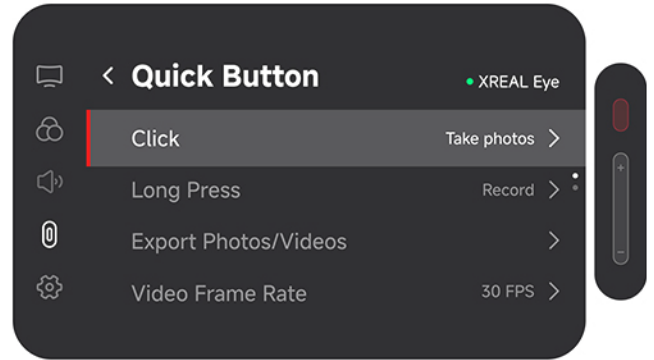 Quick Button
XREAL Eye
Click
Take photos
Long Press
Record
Export Photos/Videos
Video Frame Rate
30 FPS
+
-